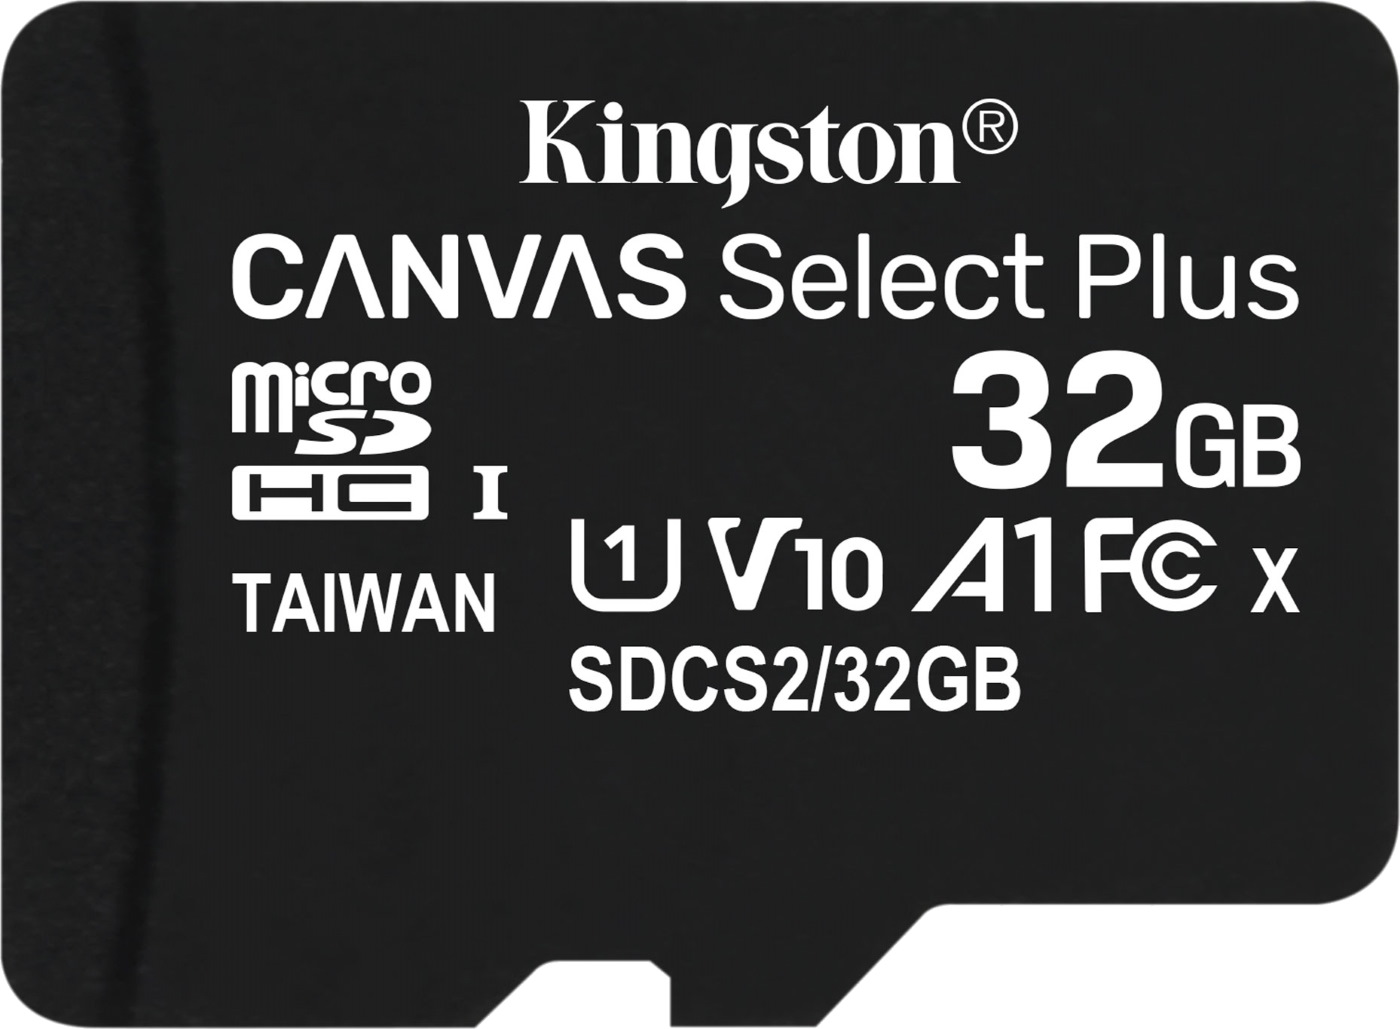 Kingston®
CANVAS Select Plus
micro
SD
HC I
32GB
U1 V10 A1 FC X
TAIWAN
SDCS2/32GB